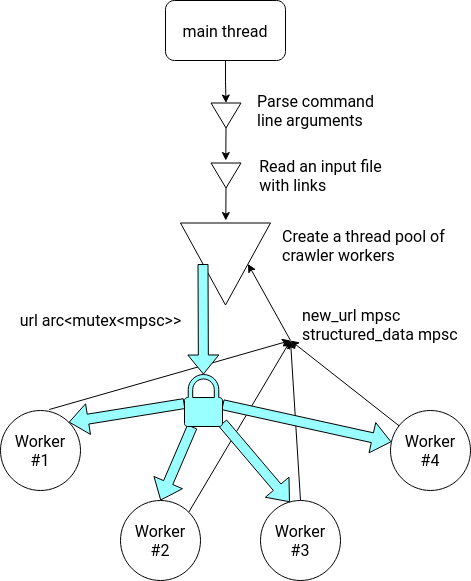 main thread
Parse command
line arguments
Read an input file
with links
Create a thread pool of
crawler workers
url arc<mutex<mpsc>>
new_url mpsc
structured_data mpsc
Worker
#1
Worker
#4
Worker
#2
Worker
#3